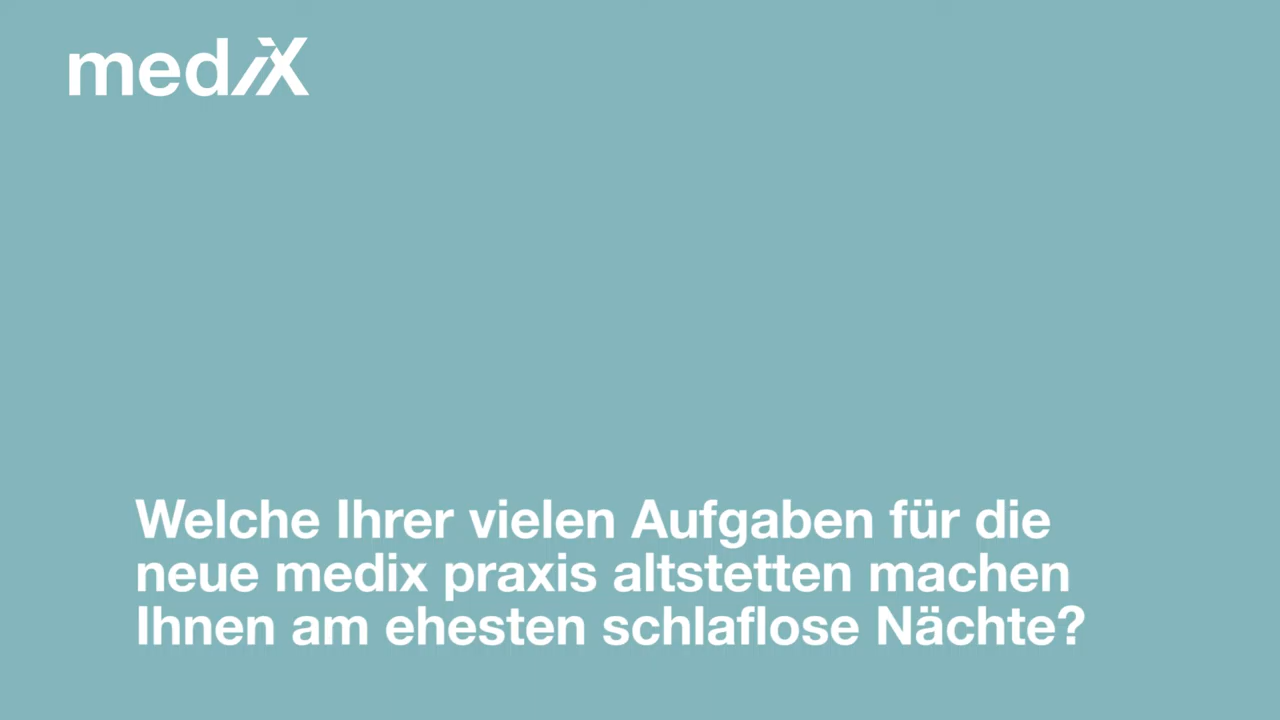 medix
Welche Ihrer vielen Aufgaben für die
neue medix praxis altstetten machen
Ihnen am ehesten schlaflose Nächte?